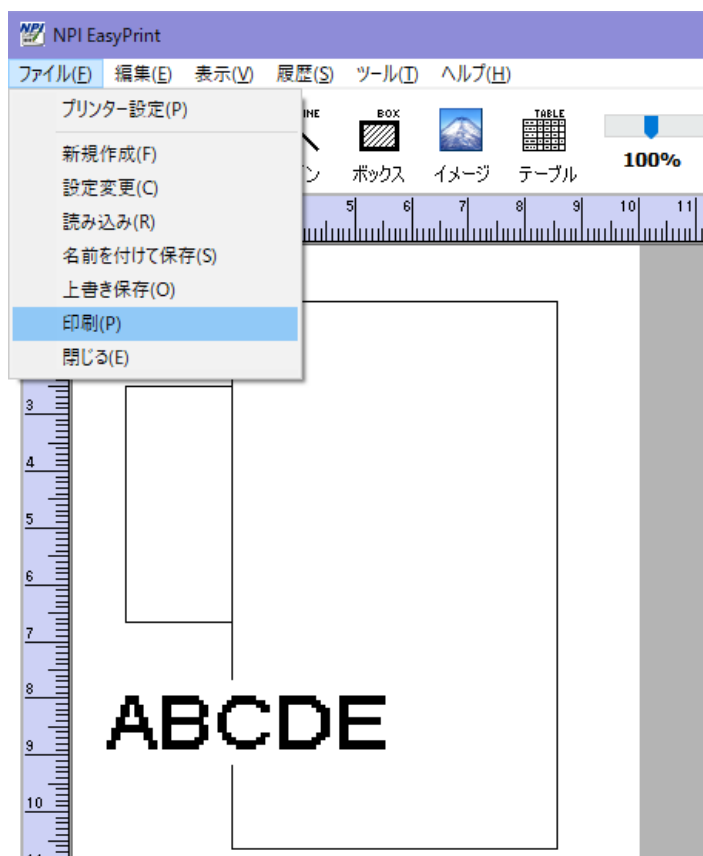 NPI EasyPrint
ファイル(F) 編集(E) 表示(V) 履歴(S) ツール(T) ヘルプ(H)
プリンター設定(P)
新規作成(F)
設定変更(C)
読み込み(R)
名前を付けて保存(S)
上書き保存(O)
印刷(P)
閉じる(E)
BOX
ボックス
イメージ
TABLE
テーブル
100%
5 6 7 8 9 10 11
3
4
5
6
7
8
9
10
ABCDE